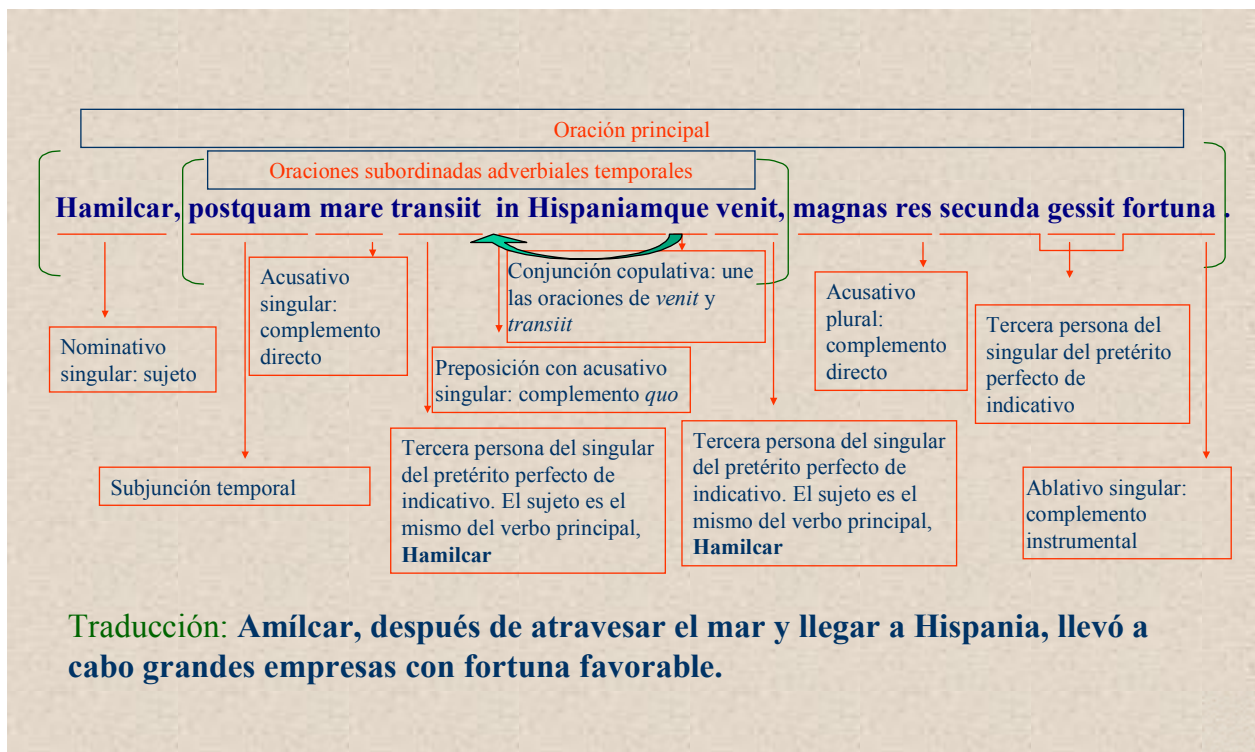 Oración principal
Oraciones subordinadas adverbiales temporales
Hamilcar, postquam mare transiit in Hispaniamque venit, magnas res secunda gessit fortuna .
Nominativo
singular: sujeto
Subjunción temporal
Acusativo
singular:
complemento
directo
Tercera persona del singular
del pretérito perfecto de
indicativo. El sujeto es el
mismo del verbo principal,
Hamilcar
Preposición con acusativo
singular: complemento quo
Conjunción copulativa: une
las oraciones de venit y
transiit
Tercera persona del singular
del pretérito perfecto de
indicativo. El sujeto es el
mismo del verbo principal,
Hamilcar
Acusativo
plural:
complemento
directo
Tercera persona del
singular del pretérito
perfecto de
indicativo
Ablativo singular:
complemento
instrumental
Traducción: Amílcar, después de atravesar el mar y llegar a Hispania, llevó a
cabo grandes empresas con fortuna favorable.